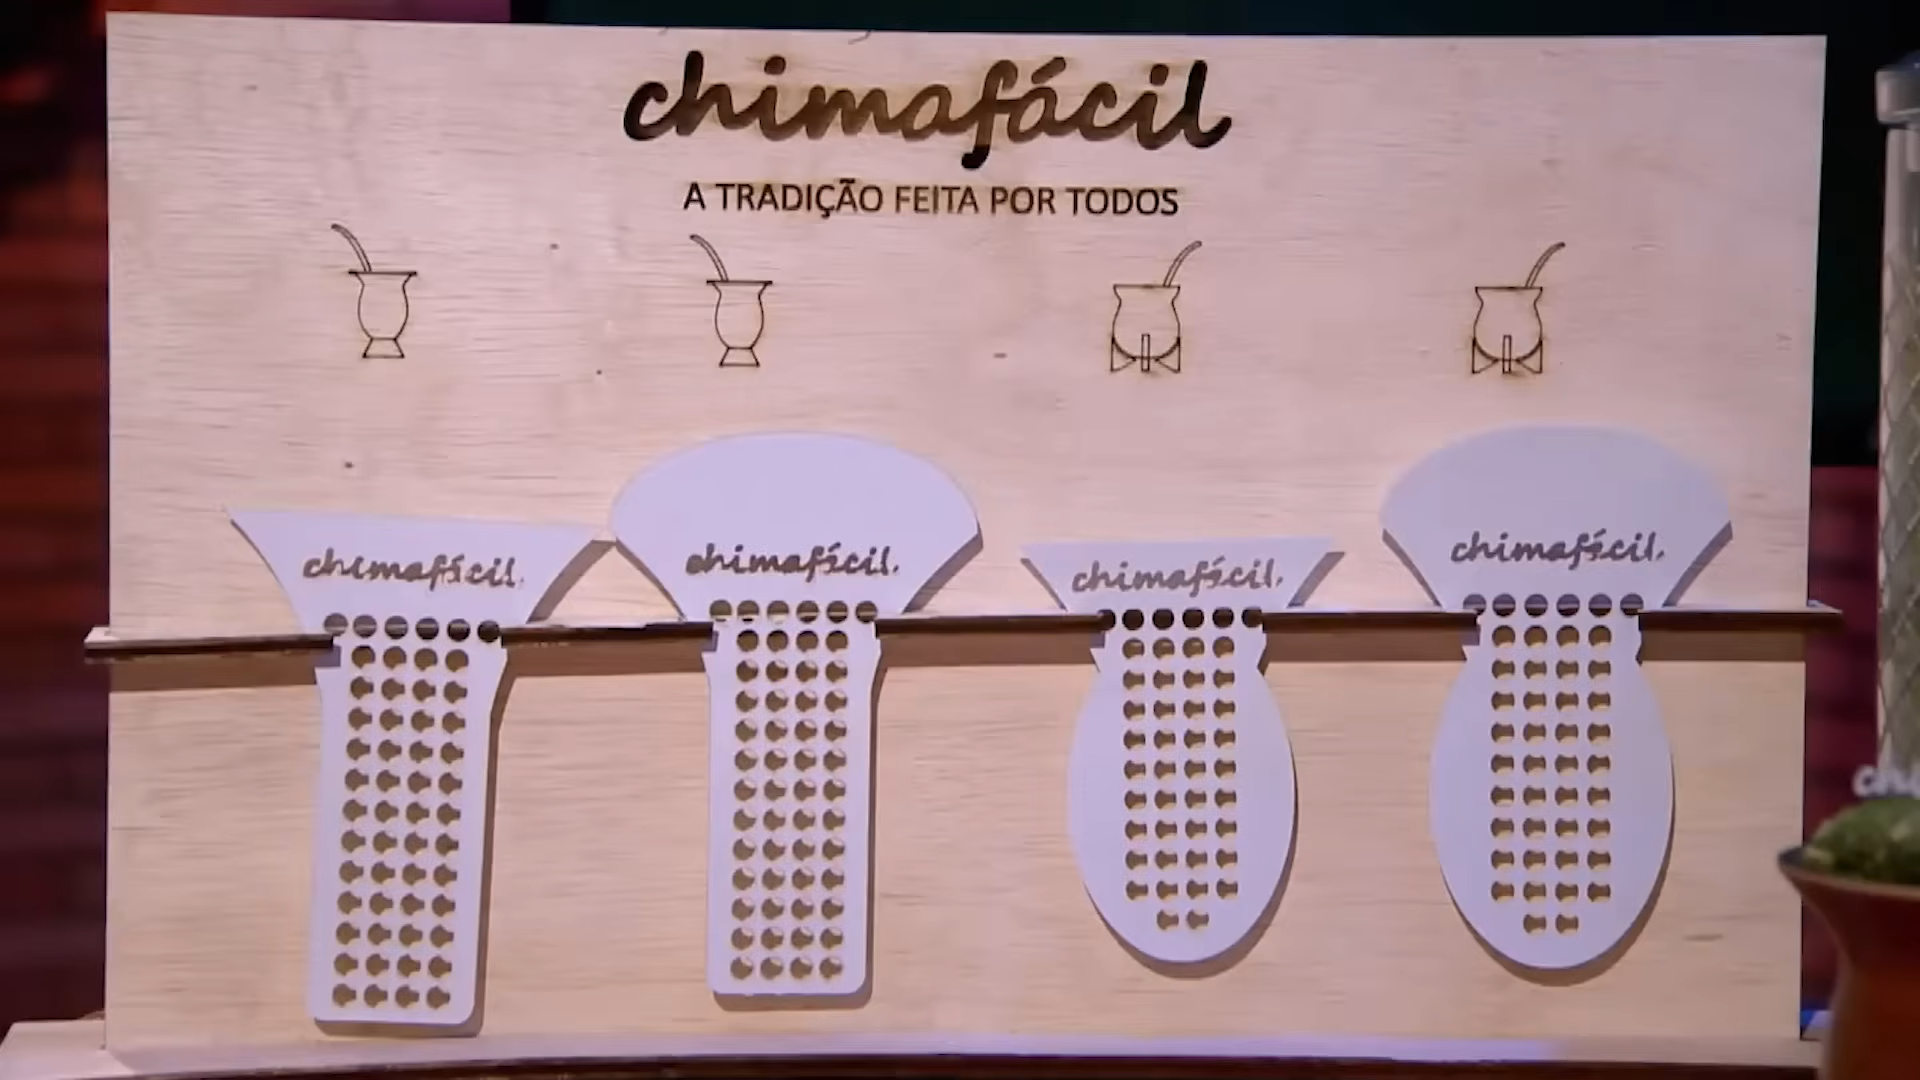 chimafácil
A TRADIÇÃO FEITA POR TODOS
chimafácil.
chimafácil.
chimafácil.
chimafácil.